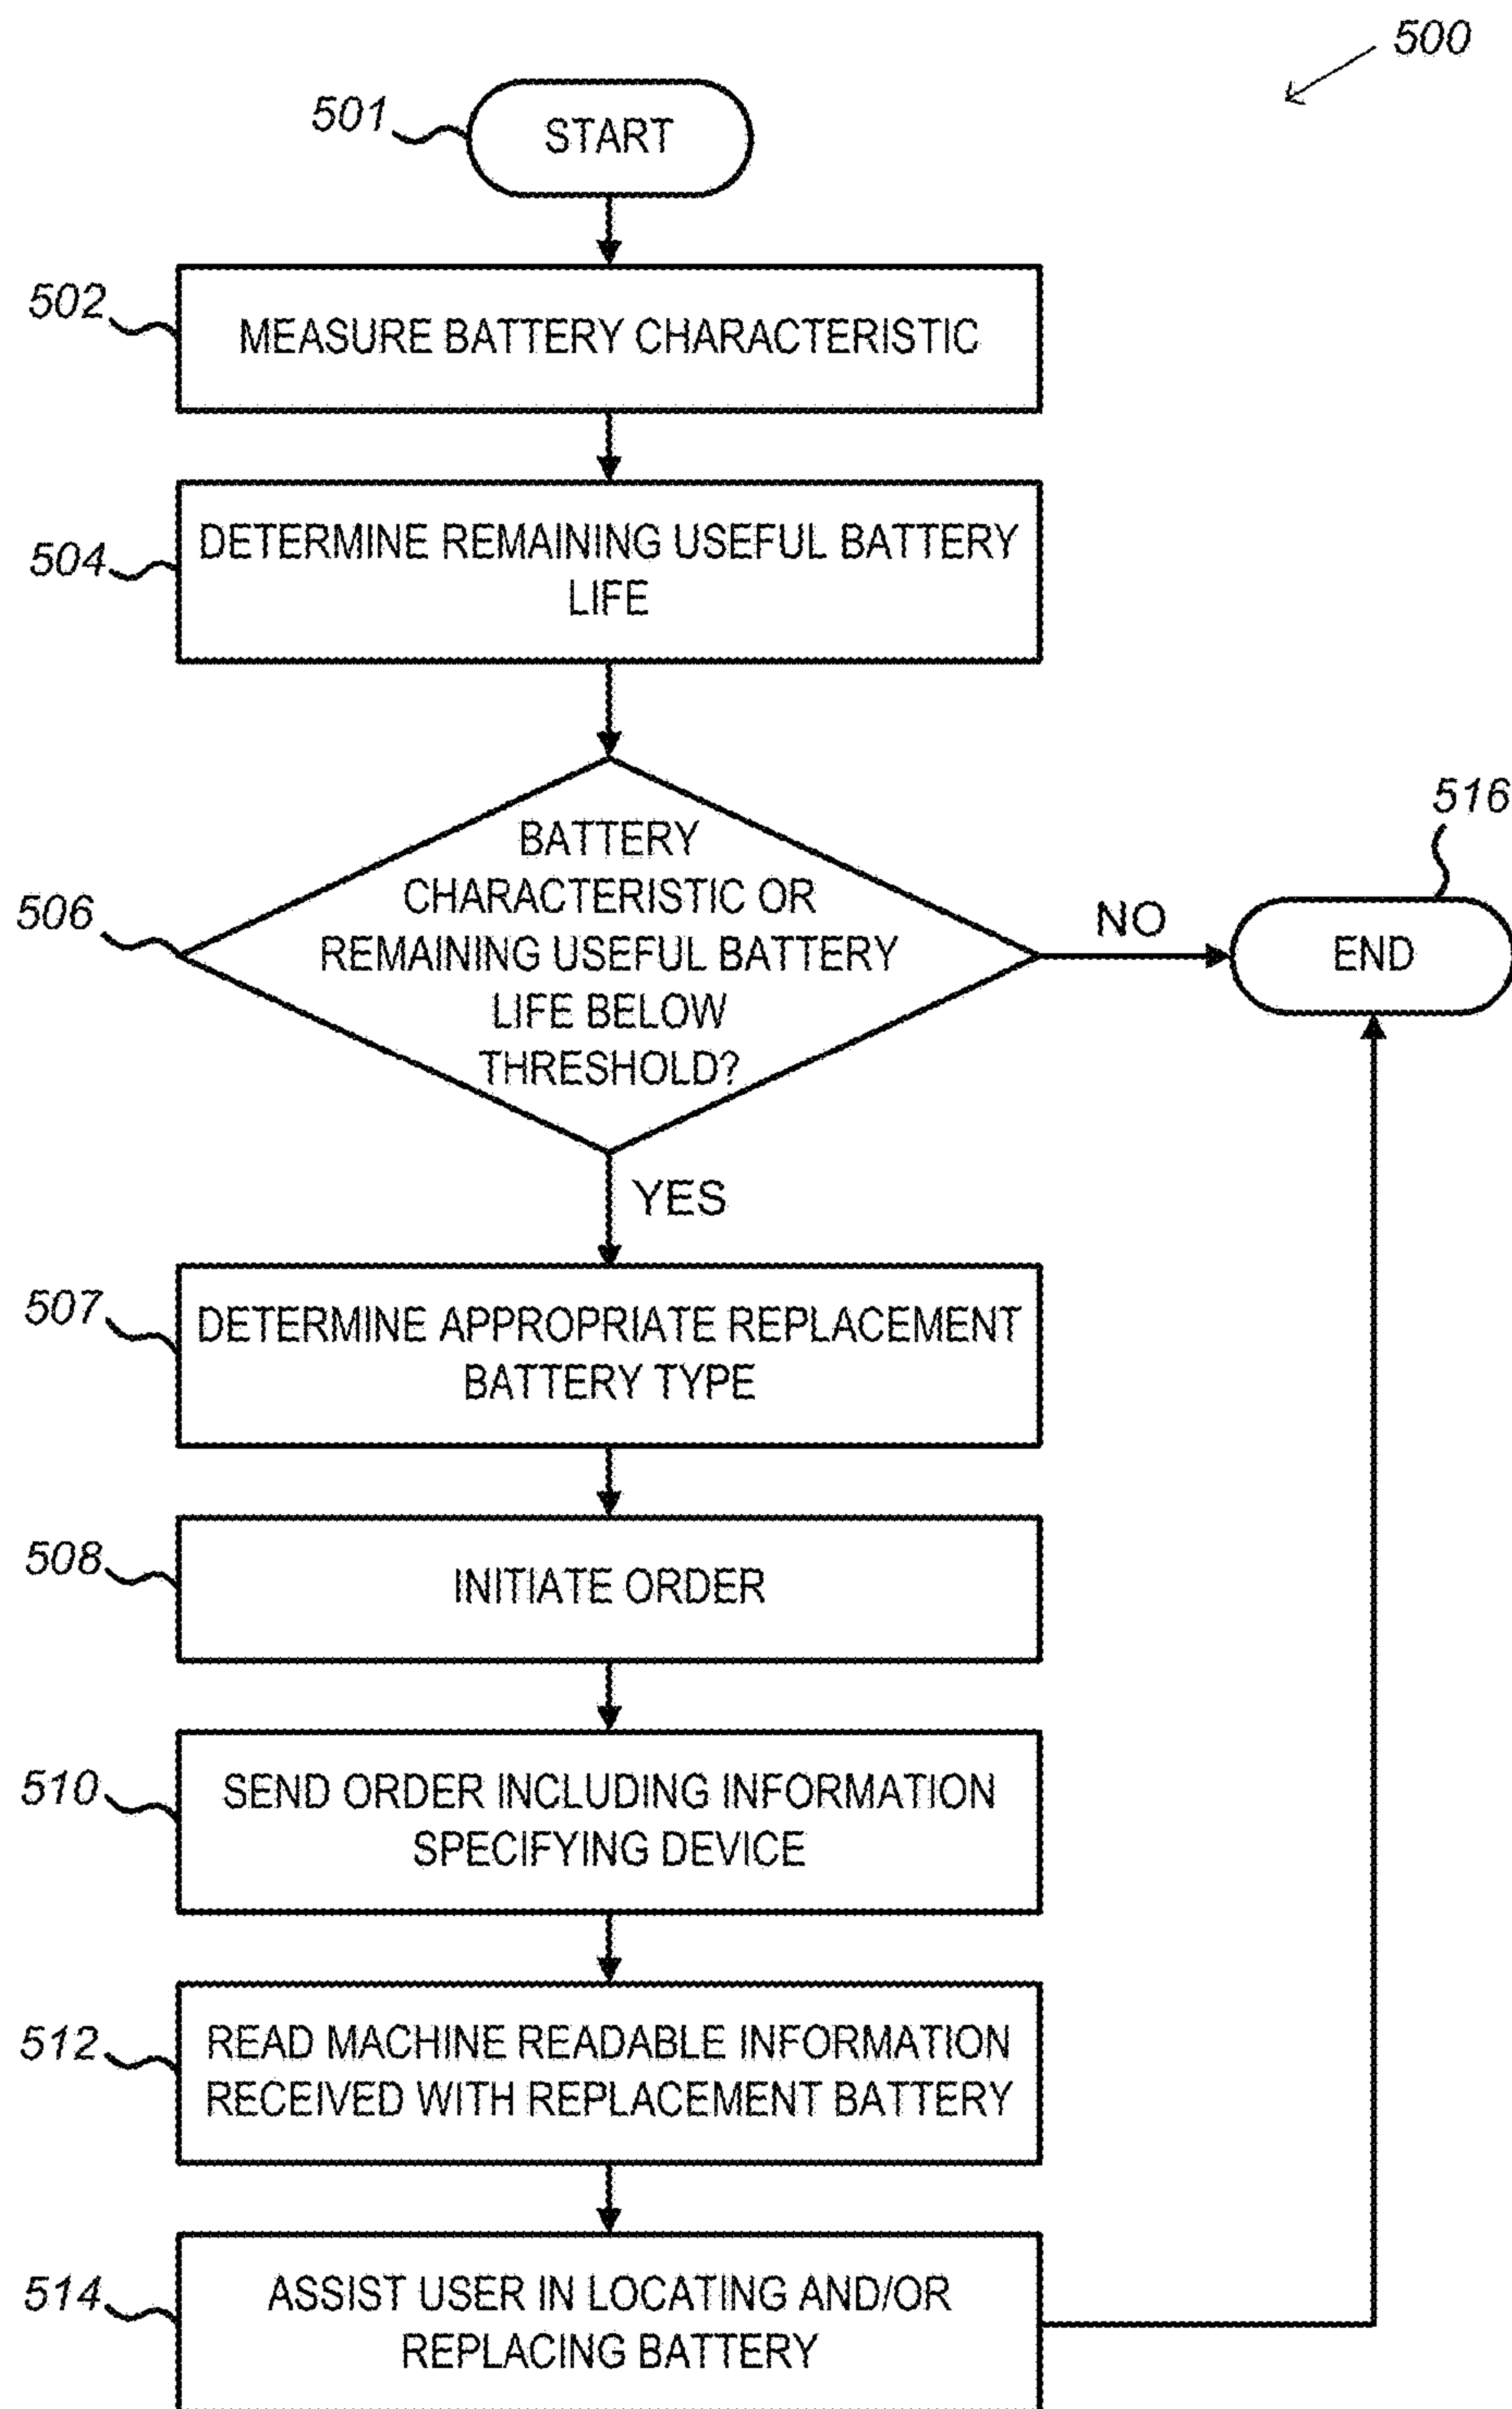 500
501
START
502
MEASURE BATTERY CHARACTERISTIC
504
DETERMINE REMAINING USEFUL BATTERY
LIFE
516
506
BATTERY
CHARACTERISTIC OR
REMAINING USEFUL BATTERY
LIFE BELOW
THRESHOLD?
NO
END
YES
507
DETERMINE APPROPRIATE REPLACEMENT
BATTERY TYPE
508
INITIATE ORDER
510
SEND ORDER INCLUDING INFORMATION
SPECIFYING DEVICE
512
READ MACHINE READABLE INFORMATION
RECEIVED WITH REPLACEMENT BATTERY
514
ASSIST USER IN LOCATING AND/OR
REPLACING BATTERY